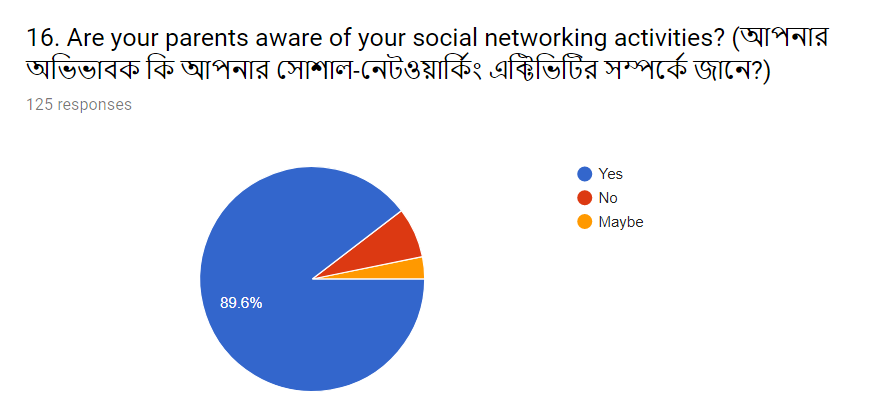 16. Are your parents aware of your social networking activities? (আপনার
অভিভাবক কি আপনার সোশাল-নেটওয়ার্কিং এক্টিভিটির সম্পর্কে জানে?)
125 responses
Yes
No
Maybe
89.6%